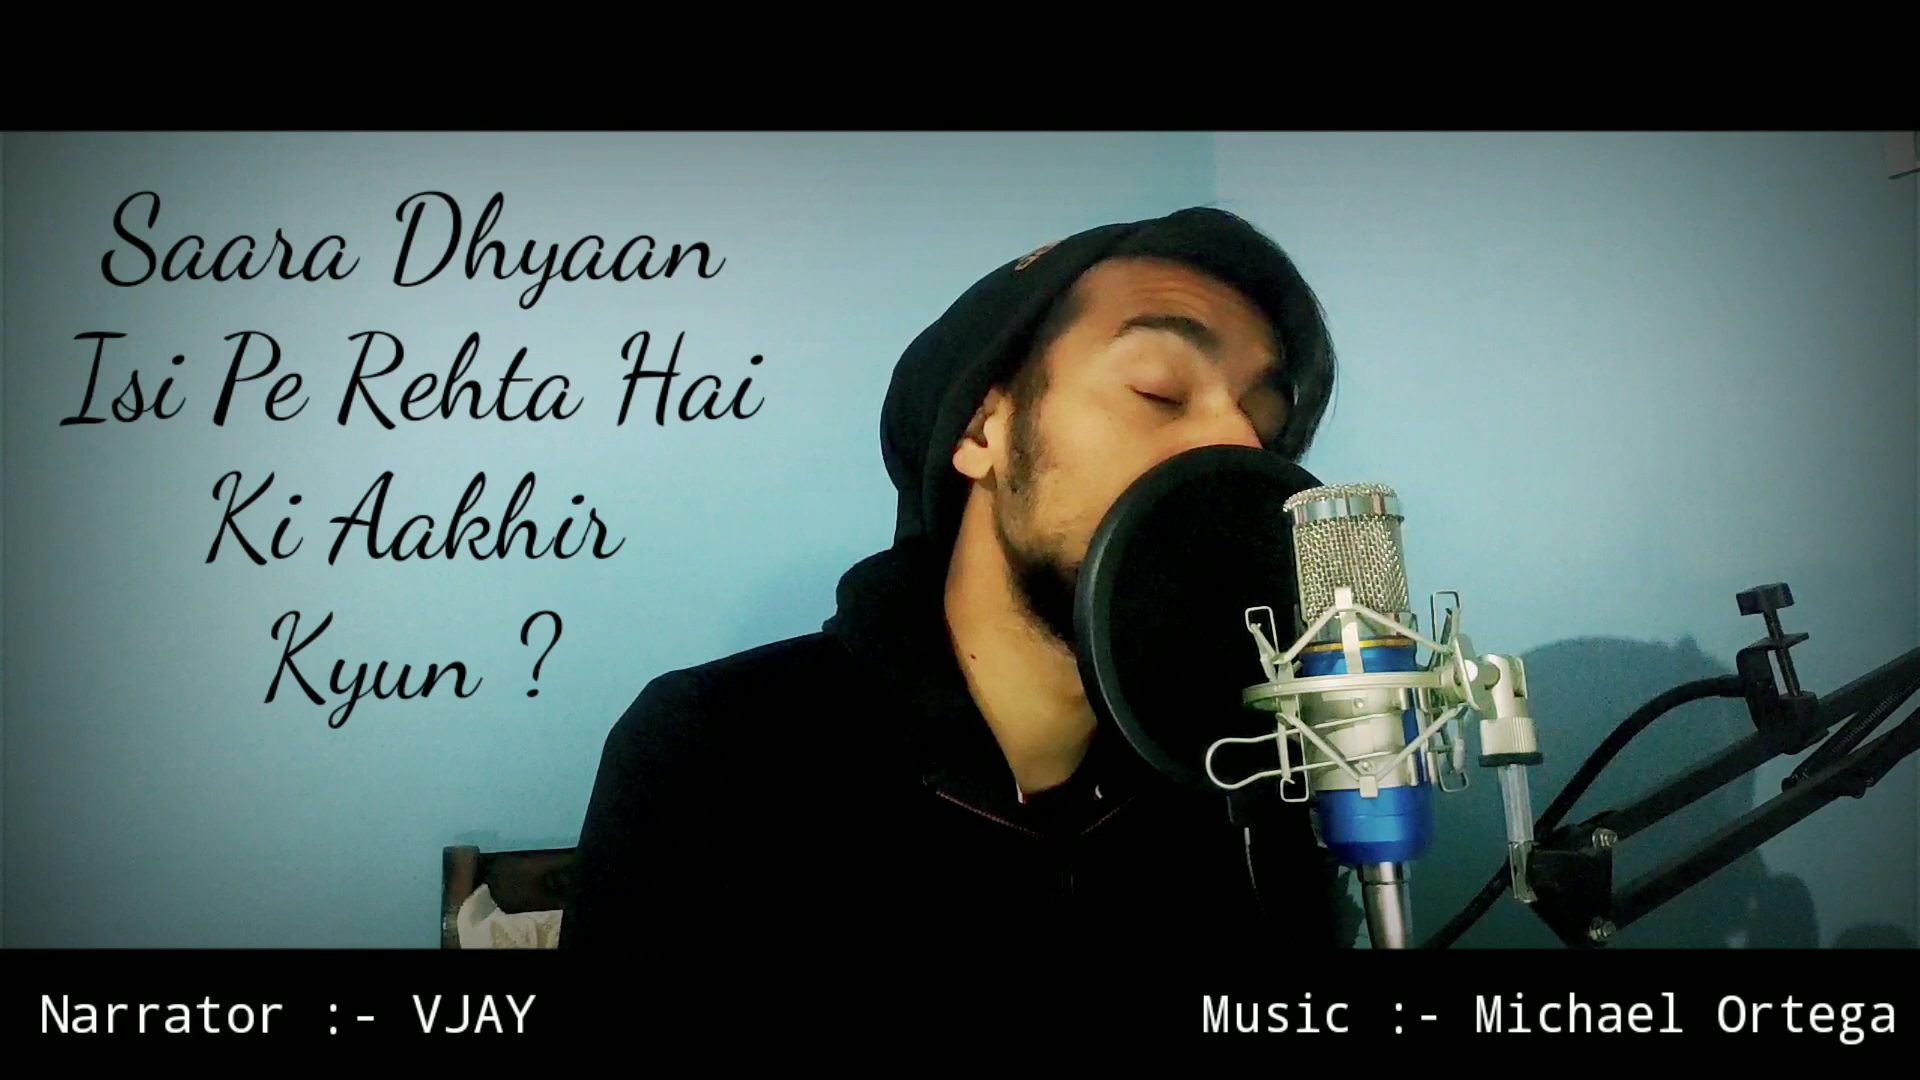 Saara Dhyaan
Isi Pe Rehta Hai
Ki Aakhir
Kyun ?
Narrator :- VJAY
Music :- Michael Ortega